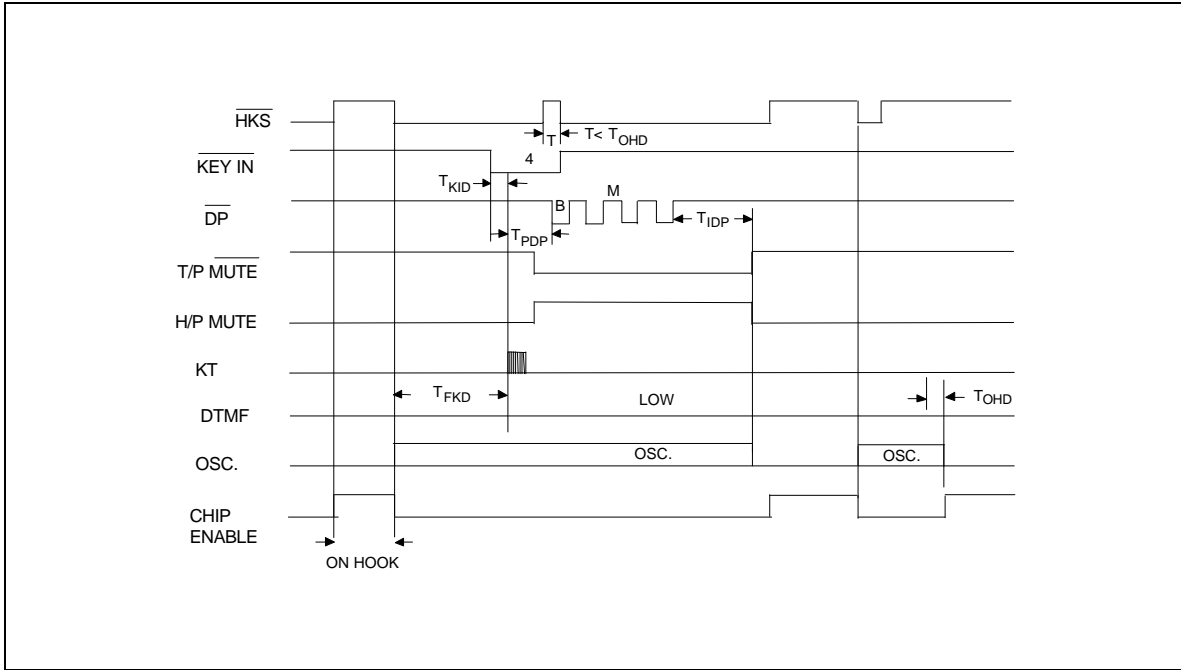 HKS
T T< TOHD
KEY IN 4
TKID
B M
DP TIDP
TPDP
T/P MUTE
H/P MUTE
KT
TFKD LOW TOHD
DTMF
OSC. OSC.
OSC.
CHIP
ENABLE
ON HOOK